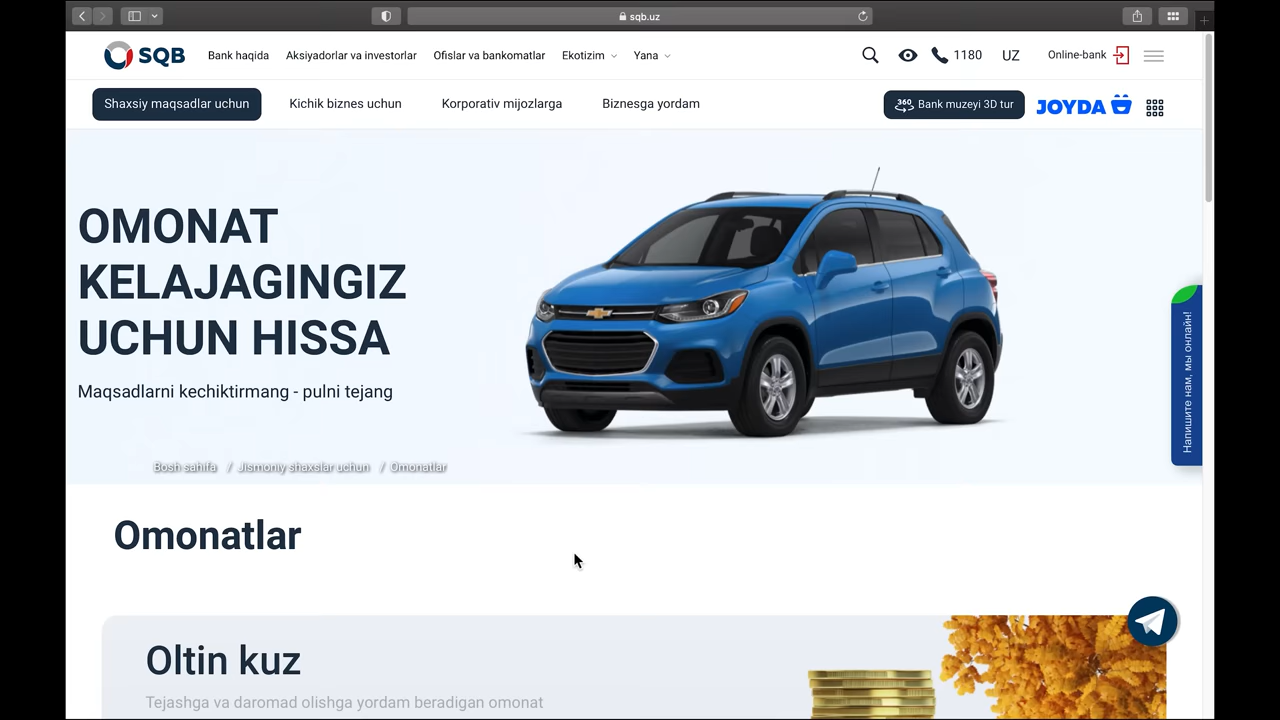 sqb.uz
SQB
Bank haqida
Aksiyadorlar va investorlar
Ofislar va bankomatlar
Ekotizim
Yana
1180
UZ
Online-bank
Shaxsiy maqsadlar uchun
Kichik biznes uchun
Korporativ mijozlarga
Biznesga yordam
360
Bank muzeyi 3D tur
JOYDA
OMONAT
KELAJAGINGIZ
UCHUN HISSA
Maqsadlarni kechiktirmang - pulni tejang
Напишите нам, мы онлайн!
Bosh sahifa / Jismoniy shaxslar uchun / Omonatlar
Omonatlar
Oltin kuz
Tejashga va daromad olishga yordam beradigan omonat